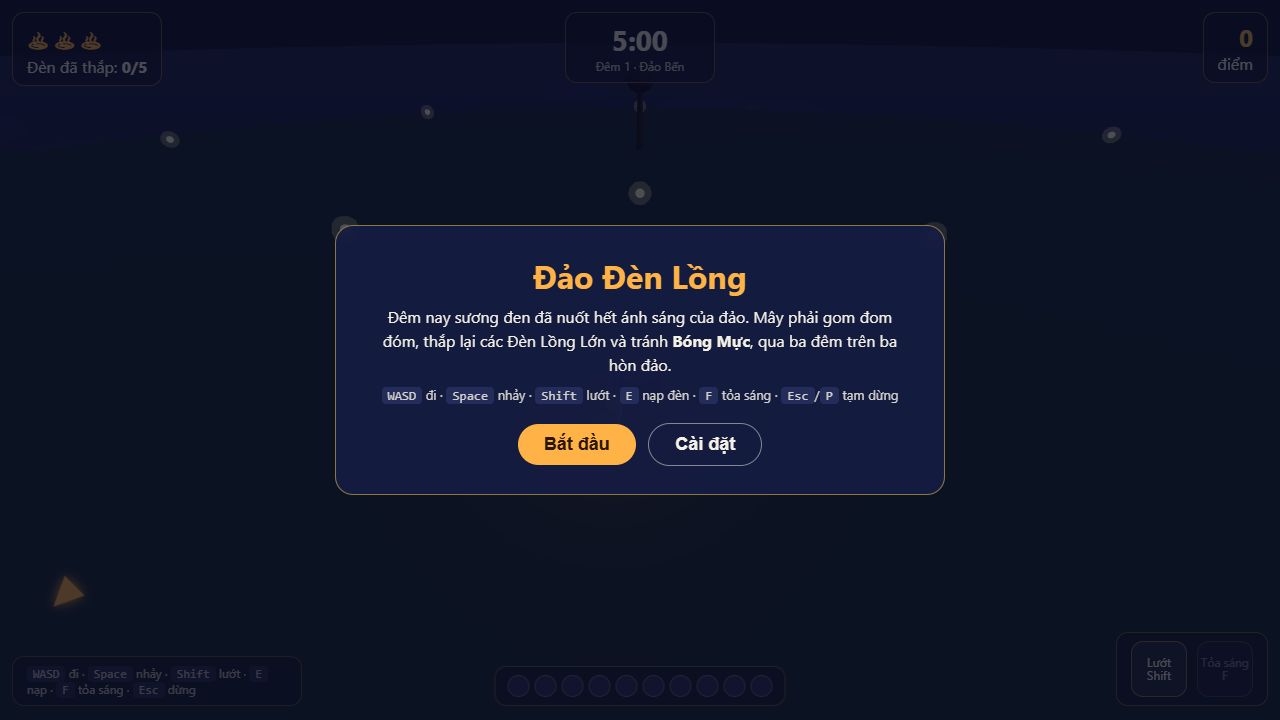 Đèn đã thắp: 0/5
5:00
Đêm 1 · Đảo Bến
0
điểm
Đảo Đèn Lồng
Đêm nay sương đen đã nuốt hết ánh sáng của đảo. Mây phải gom đom
đóm, thắp lại các Đèn Lồng Lớn và tránh Bóng Mực, qua ba đêm trên ba
hòn đảo.
WASD đi · Space nhảy · Shift lướt · E nạp đèn · F tỏa sáng · Esc / P tạm dừng
Bắt đầu
Cài đặt
WASD đi · Space nhảy · Shift lướt · E
nạp · F tỏa sáng · Esc dừng
Lướt
Shift
Tỏa sáng
F